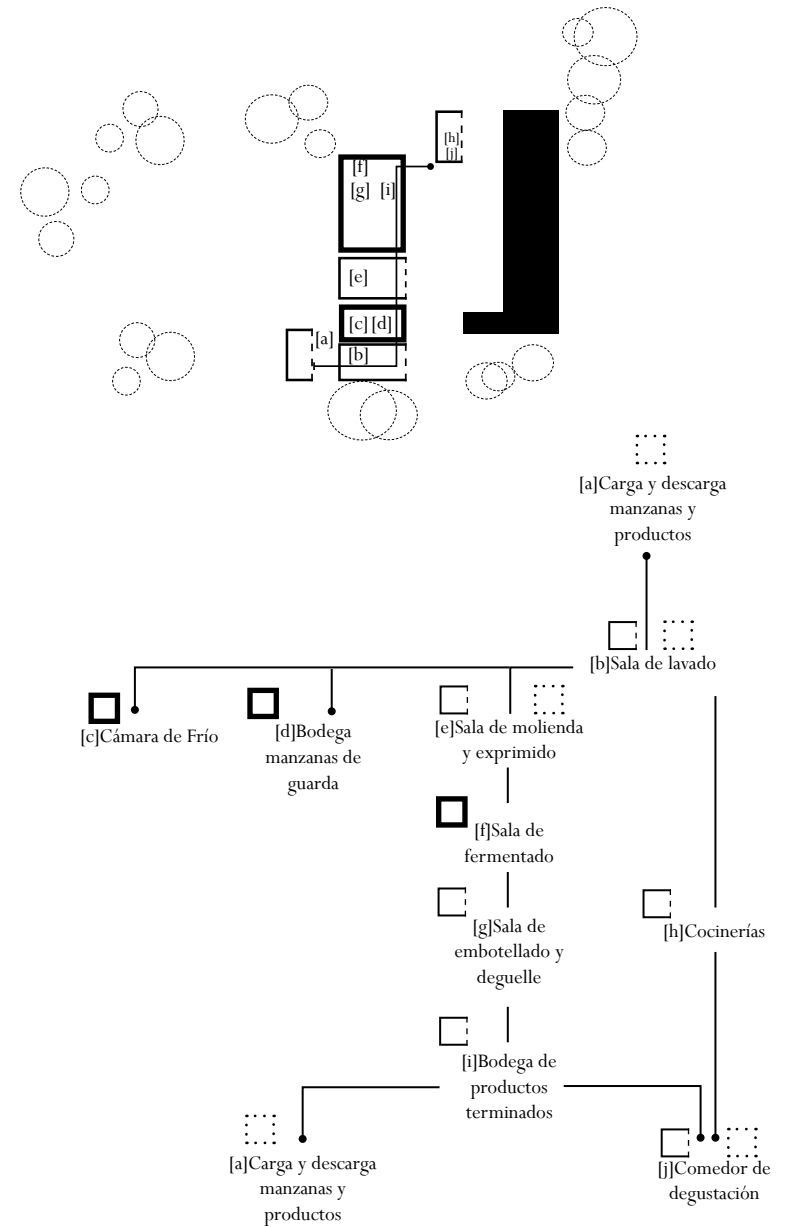 [h]
[j]
[f]
[g] [i]
[e]
[c] [d]
[a]
[b]
[a]Carga y descarga
manzanas y
productos
[b]Sala de lavado
[c]Cámara de Frío
[d]Bodega
manzanas de
guarda
[e]Sala de molienda
y exprimido
[f]Sala de
fermentado
[g]Sala de
embotellado y
deguelle
[h]Cocinerías
[i]Bodega de
productos
terminados
[a]Carga y descarga
manzanas y
productos
[j]Comedor de
degustación